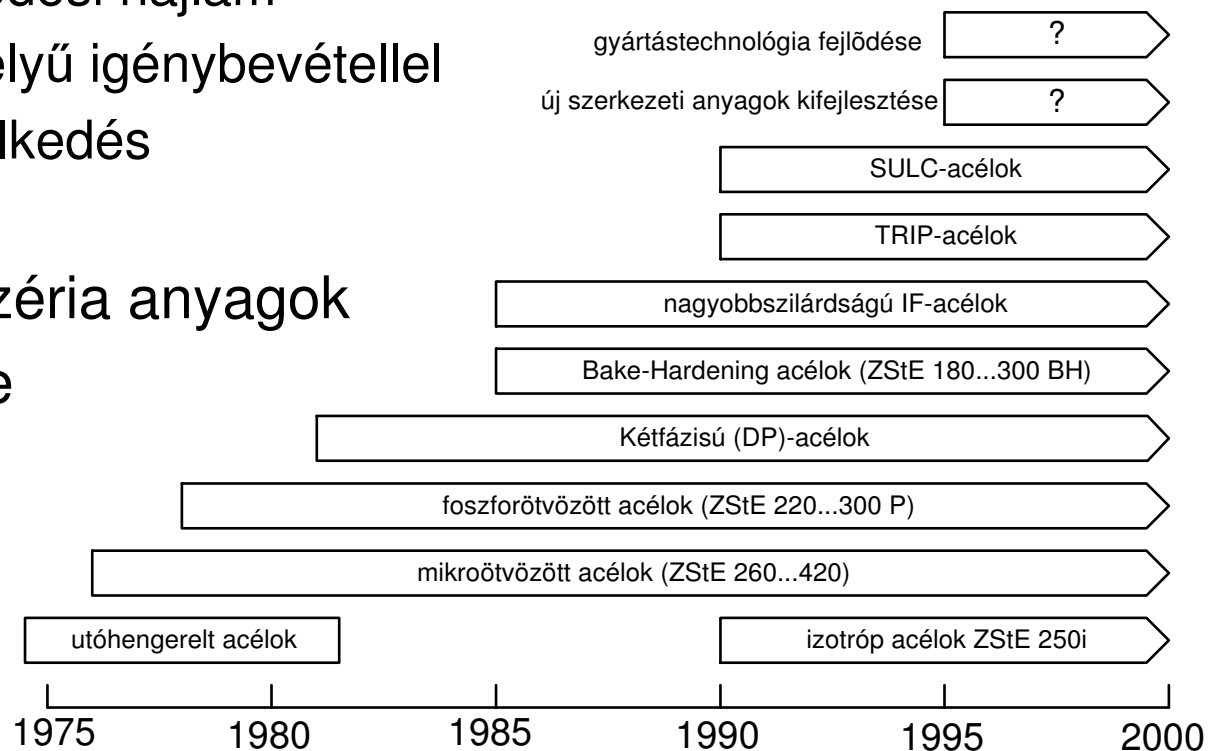 gyártástechnológia fejlõdése
?
elyű igénybevétellel
új szerkezeti anyagok kifejlesztése
?
lkedés
SULC-acélok
TRIP-acélok
zéria anyagok
nagyobbszilárdságú IF-acélok
Bake-Hardening acélok (ZStE 180...300 BH)
e
Kétfázisú (DP)-acélok
foszforötvözött acélok (ZStE 220...300 P)
mikroötvözött acélok (ZStE 260...420)
utóhengerelt acélok
izotróp acélok ZStE 250i
1975 1980 1985 1990 1995 2000